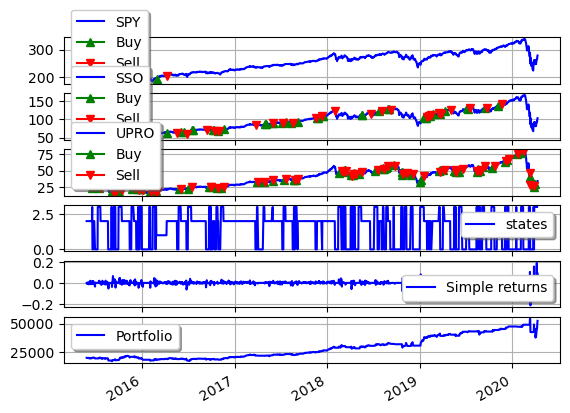 SPY
Buy
Sell
300
200
SSO
Buy
Sell
150
100
50
UPRO
Buy
Sell
75
50
25
2.5
0.0
states
0.2
0.0
−0.2
Simple returns
50000
25000
Portfolio
2016
2017
2018
2019
2020